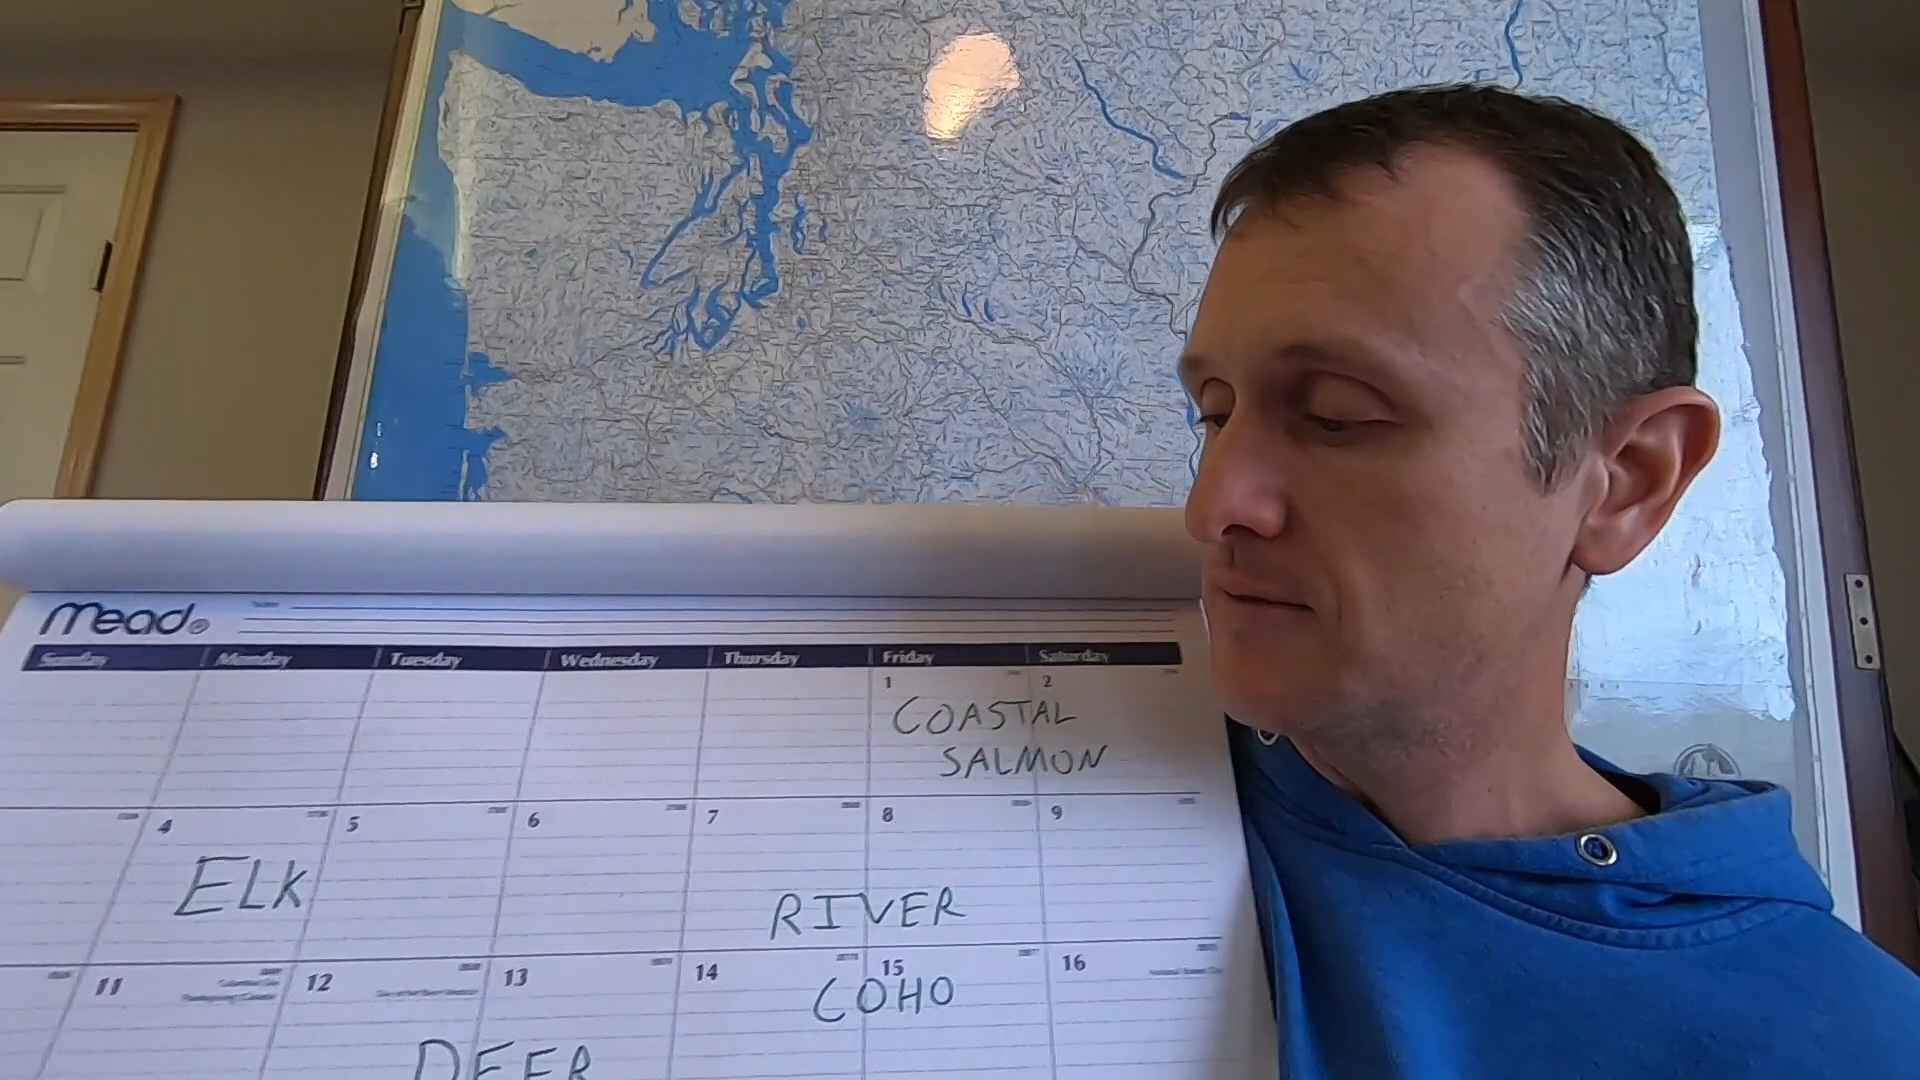 mead
Sunday Monday Tuesday Wednesday Thursday Friday Saturday
1 2
COASTAL
SALMON
4 5 6 7 8 9
ELK
RIVER
11 12 13 14 15 16
COHO
DEER